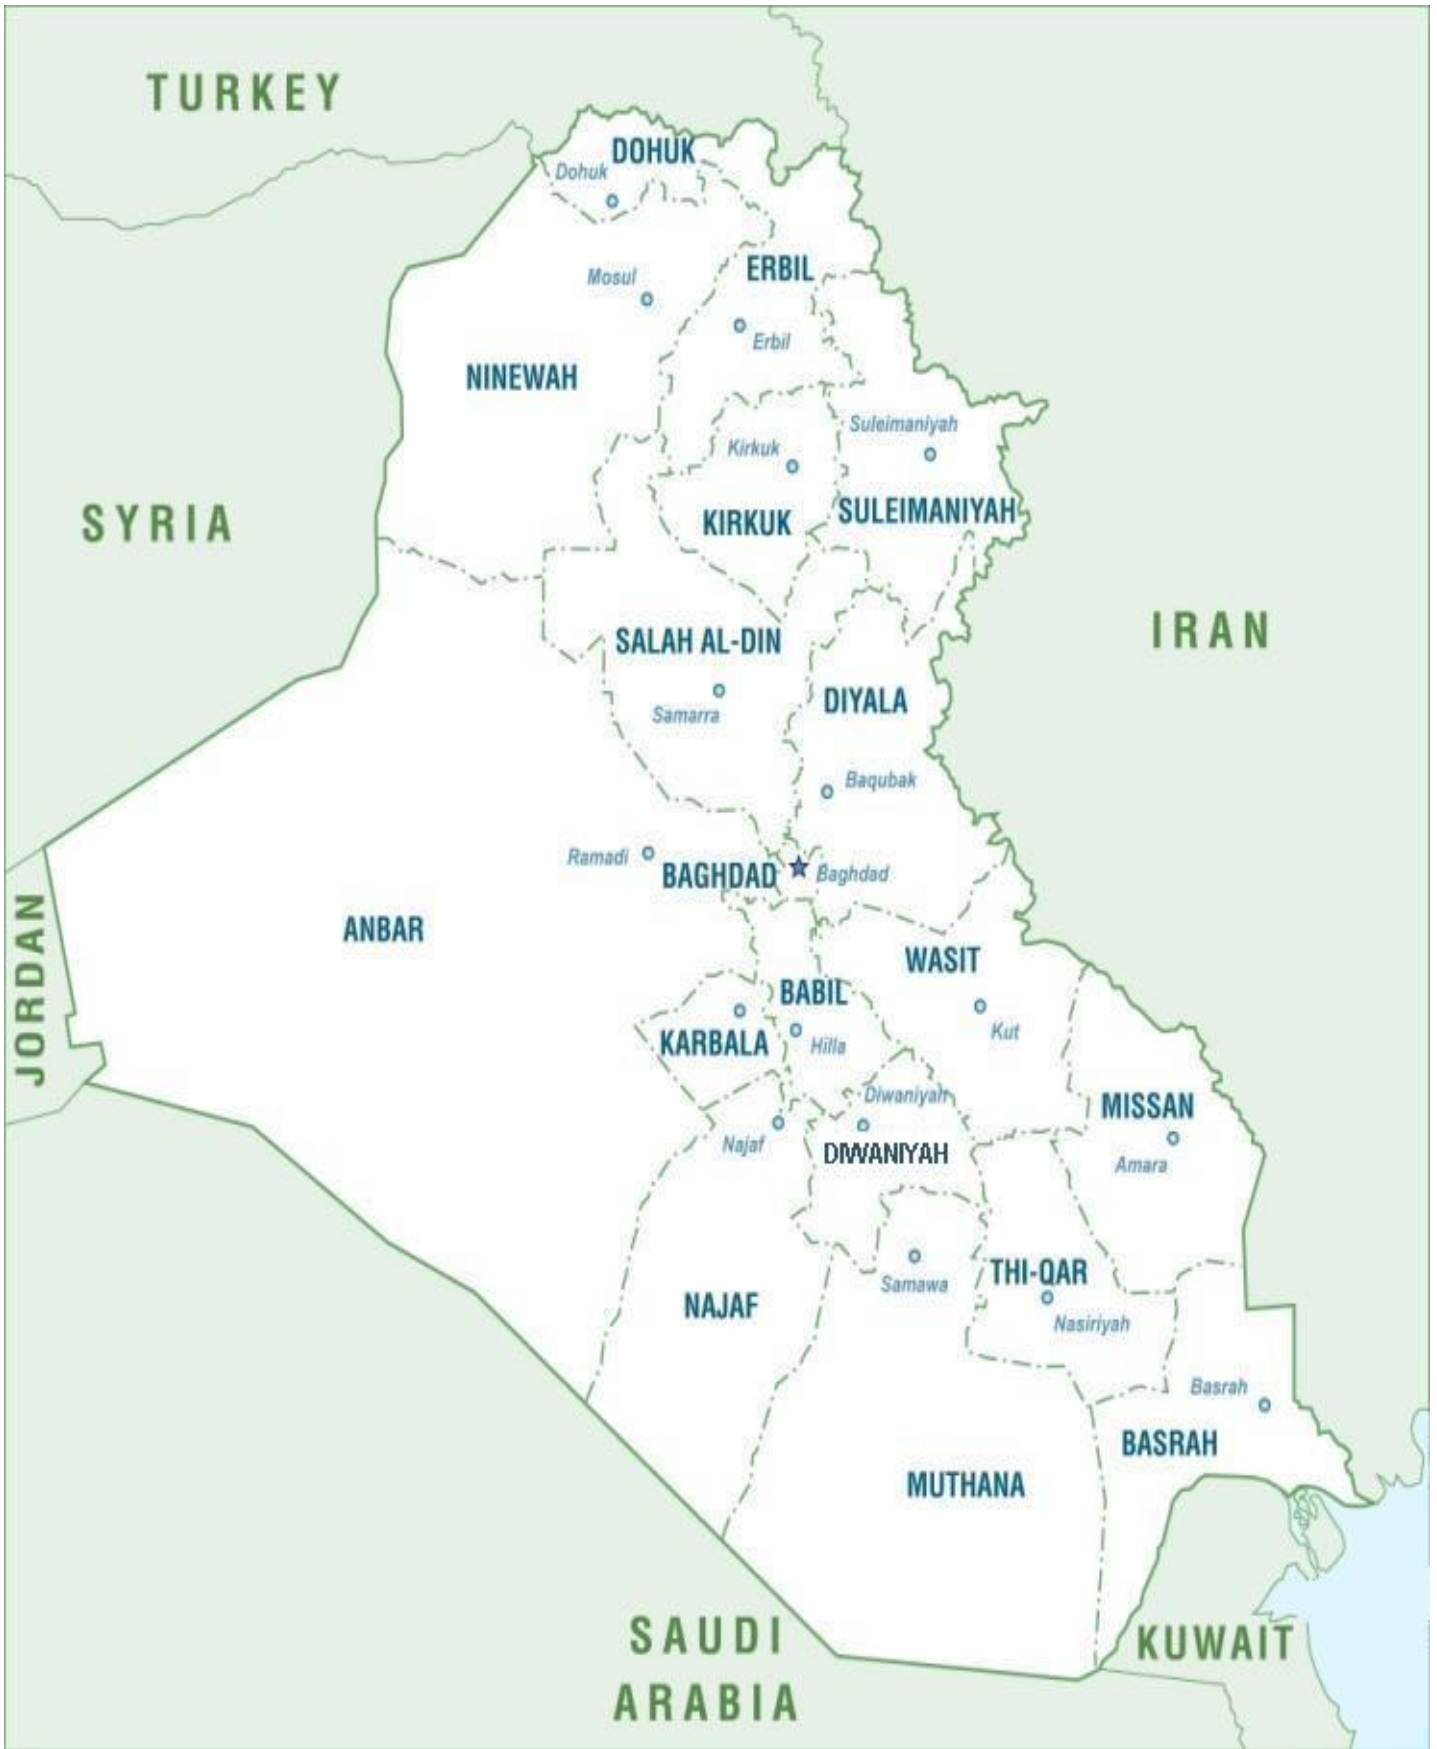 TURKEY
DOHUK
Dohuk
ERBIL
Mosul
Erbil
NINEWAH
Suleimaniyah
Kirkuk
SULEIMANIYAH
KIRKUK
SYRIA
IRAN
SALAH AL-DIN
DIYALA
Samarra
Baqubak
Ramadi
BAGHDAD
Baghdad
ANBAR
JORDAN
WASIT
BABIL
Kut
KARBALA
Hilla
Diwaniyah
MISSAN
Najaf
DIWANIYAH
Amara
THI-QAR
Samawa
NAJAF
Nasiriyah
Basrah
BASRAH
MUTHANA
SAUDI
ARABIA
KUWAIT